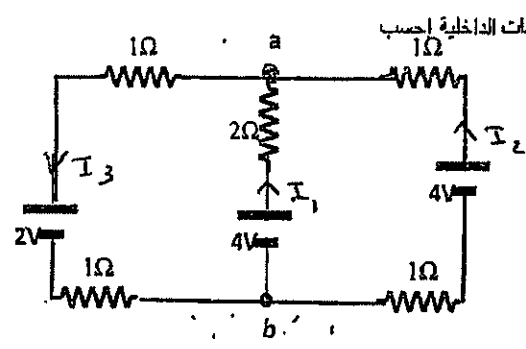 ات الداخلية احسب
1Ω a 1Ω
2Ω
I3 I1 I2
2V 4V 4V
1Ω 1Ω
b